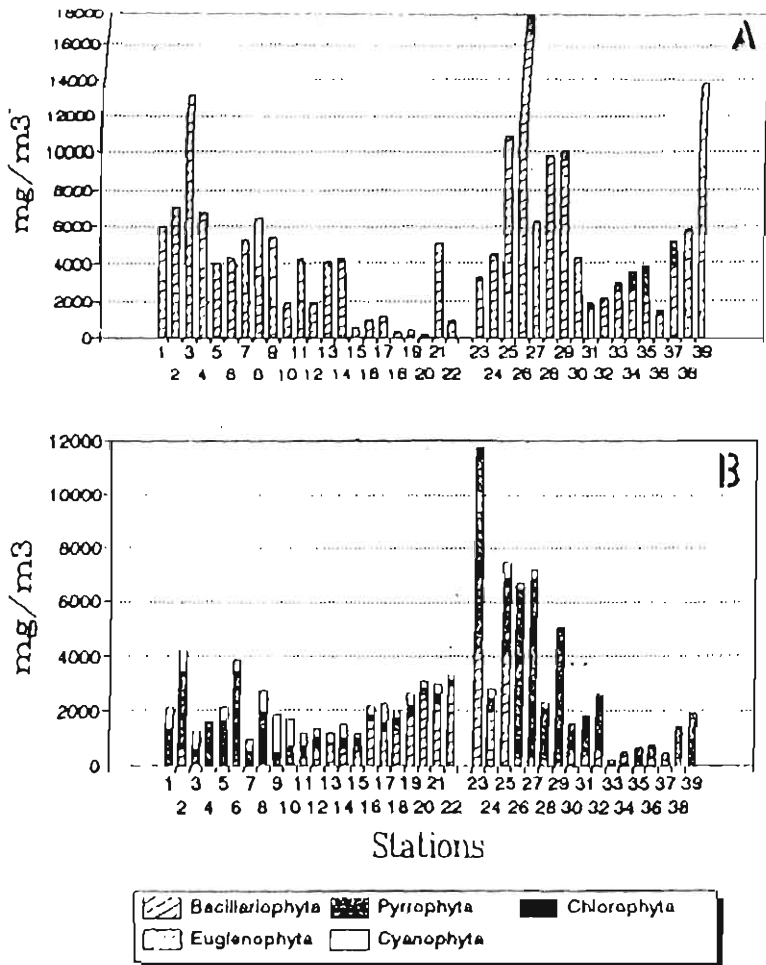 A
mg/m3
18000
16000
14000
12000
10000
8000
6000
4000
2000
0
1 3 5 7 9 11 13 15 17 19 21 23 25 27 29 31 33 35 37 39
2 4 6 8 10 12 14 16 18 20 22 24 26 28 30 32 34 36 38
B
mg/m3
12000
10000
8000
6000
4000
2000
0
1 3 5 7 9 11 13 15 17 19 21 23 25 27 29 31 33 35 37 39
2 4 6 8 10 12 14 16 18 20 22 24 26 28 30 32 34 36 38
Stations
Bacillariophyta Pyrrophyta Chlorophyta
Euglenophyta Cyanophyta